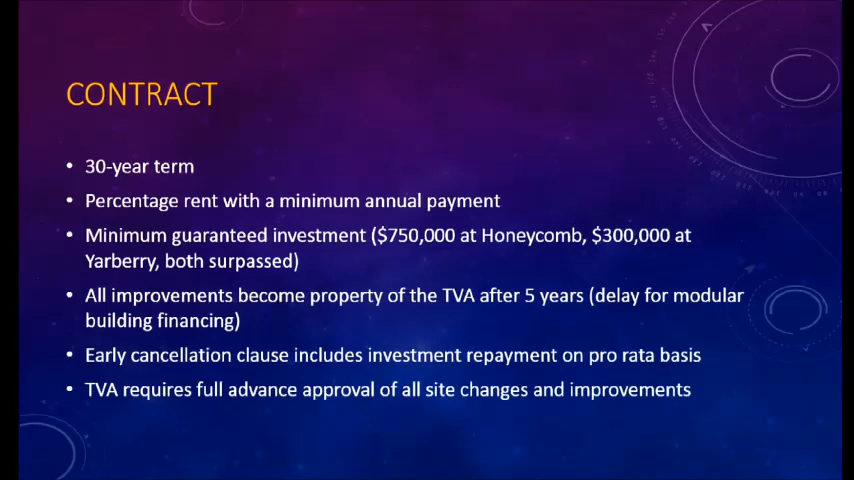 CONTRACT
• 30-year term
• Percentage rent with a minimum annual payment
• Minimum guaranteed investment ($750,000 at Honeycomb, $300,000 at
Yarberry, both surpassed)
• All improvements become property of the TVA after 5 years (delay for modular
building financing)
• Early cancellation clause includes investment repayment on pro rata basis
• TVA requires full advance approval of all site changes and improvements